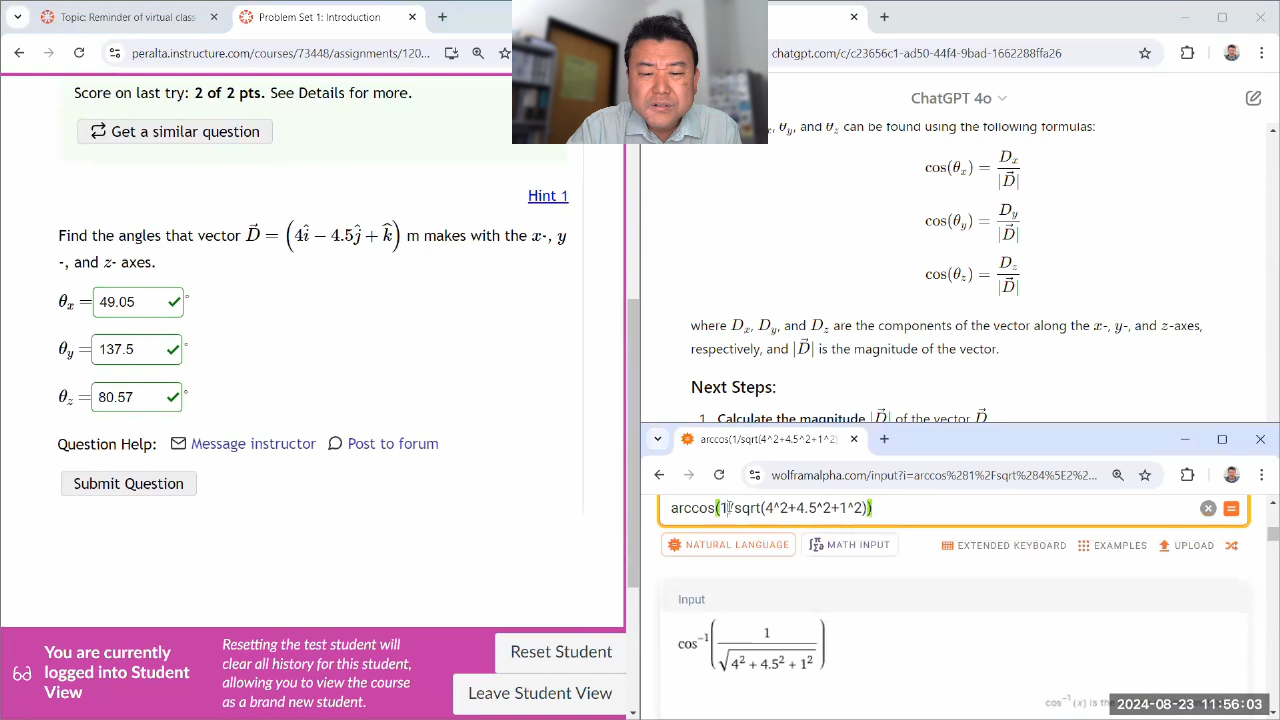 Topic: Reminder of virtual class
Problem Set 1: Introduction
peralta.instructure.com/courses/73448/assignments/120...
chatgpt.com/c/c23656c1-ad50-44f4-9bad-1662288ffa26
Score on last try: 2 of 2 pts. See Details for more.
Get a similar question
Hint 1
Find the angles that vector D⃗ = (4î − 4.5ĵ + k̂) m makes with the x-, y
-, and z- axes.
θx = 49.05 °
θy = 137.5 °
θz = 80.57 °
Question Help: Message instructor Post to forum
Submit Question
You are currently
logged into Student
View
Resetting the test student will
clear all history for this student,
allowing you to view the course
as a brand new student.
Reset Student
Leave Student View
ChatGPT 4o
, θy, and θz can be found using the following formulas:
cos(θx) = Dx / |D⃗|
cos(θy) = Dy / |D⃗|
cos(θz) = Dz / |D⃗|
where Dx, Dy, and Dz are the components of the vector along the x-, y-, and z-axes,
respectively, and |D⃗| is the magnitude of the vector.
Next Steps:
1. Calculate the magnitude |D⃗| of the vector D⃗
arccos(1/sqrt(4^2+4.5^2+1^2)
wolframalpha.com/input?i=arccos%281%2Fsqrt%284%5E2%2...
arccos(1/sqrt(4^2+4.5^2+1^2))
NATURAL LANGUAGE
MATH INPUT
EXTENDED KEYBOARD
EXAMPLES
UPLOAD
Input
cos⁻¹(1 / √(4² + 4.5² + 1²))
cos⁻¹(x) is the
2024-08-23 11:56:03